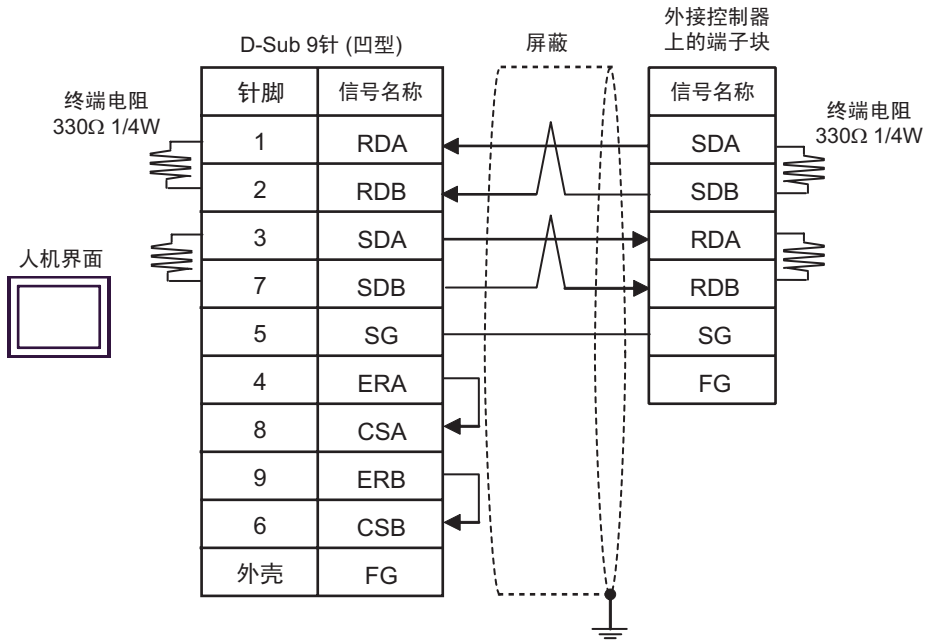 外接控制器
上的端子块
D-Sub 9针 (凹型)
屏蔽
终端电阻
330Ω 1/4W
针脚 信号名称
1 RDA
2 RDB
3 SDA
7 SDB
5 SG
4 ERA
8 CSA
9 ERB
6 CSB
外壳 FG
信号名称
SDA
SDB
RDA
RDB
SG
FG
终端电阻
330Ω 1/4W
人机界面